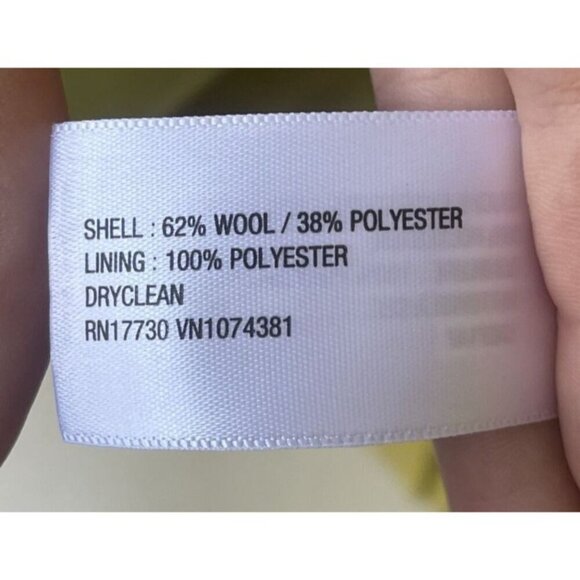 SHELL : 62% WOOL / 38% POLYESTER
LINING : 100% POLYESTER
DRYCLEAN
RN17730 VN1074381